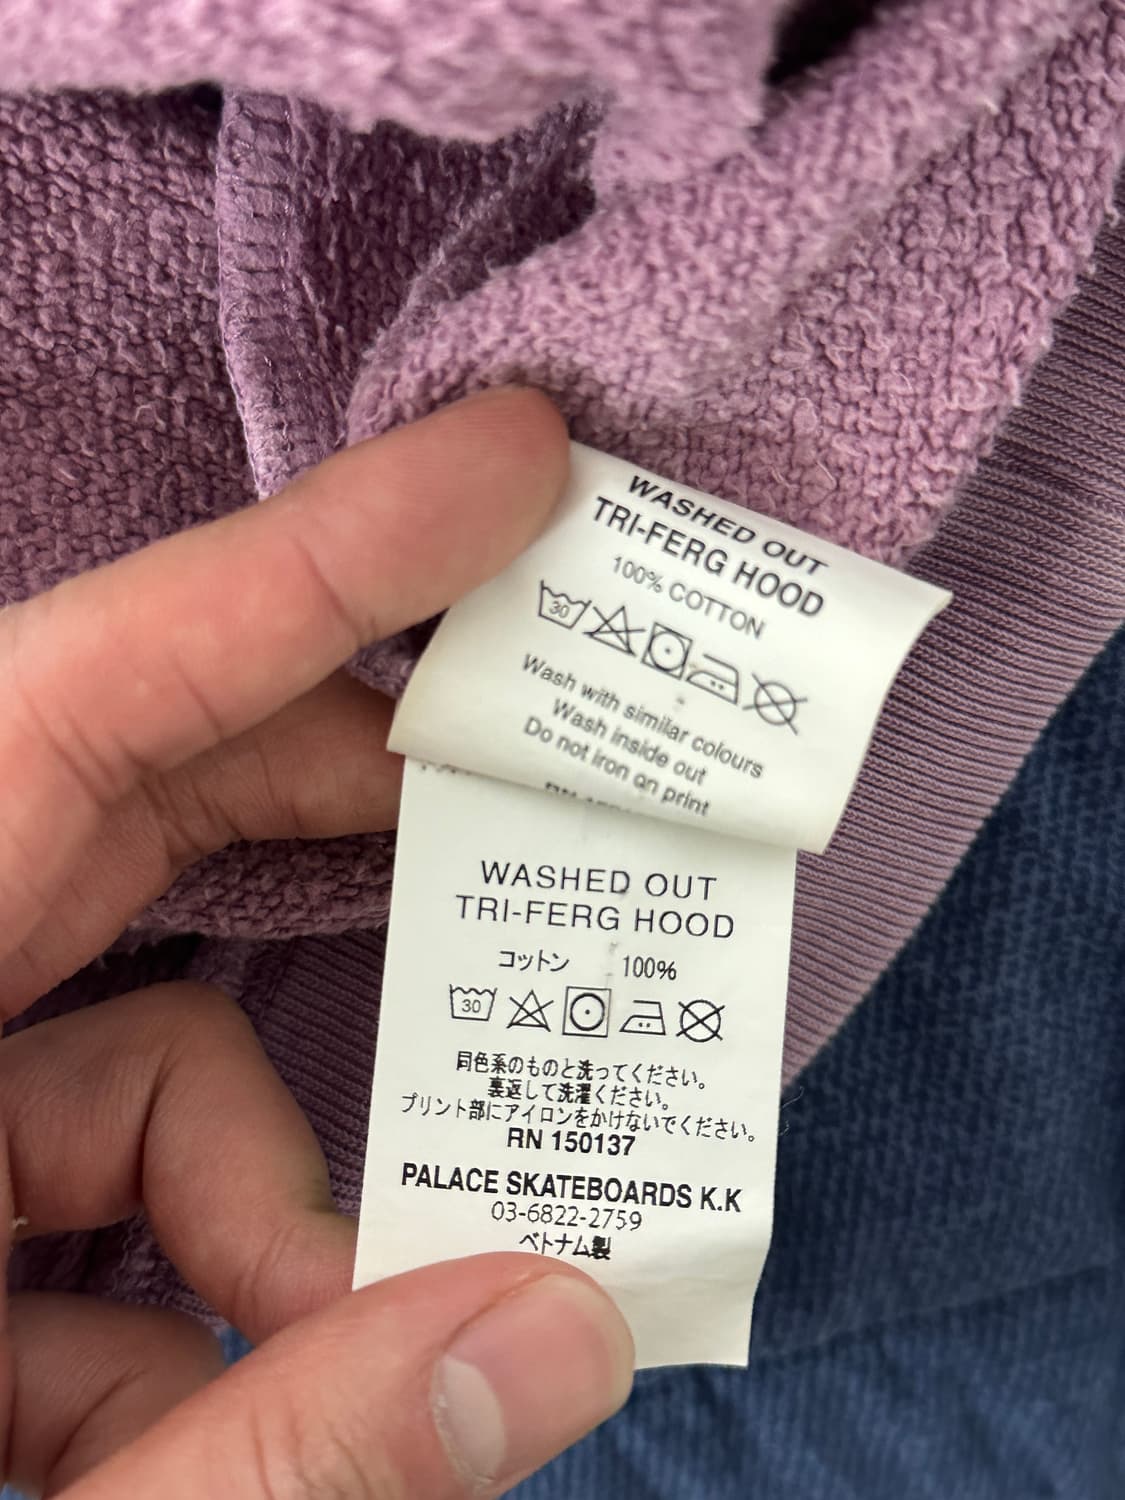 WASHED OUT
TRI-FERG HOOD
100% COTTON
30
Wash with similar colours
Wash inside out
Do not iron on print
WASHED OUT
TRI-FERG HOOD
コットン 100%
30
同色系のものと洗ってください。
裏返して洗濯ください。
プリント部にアイロンをかけないでください。
RN 150137
PALACE SKATEBOARDS K.K
03-6822-2759
ベトナム製